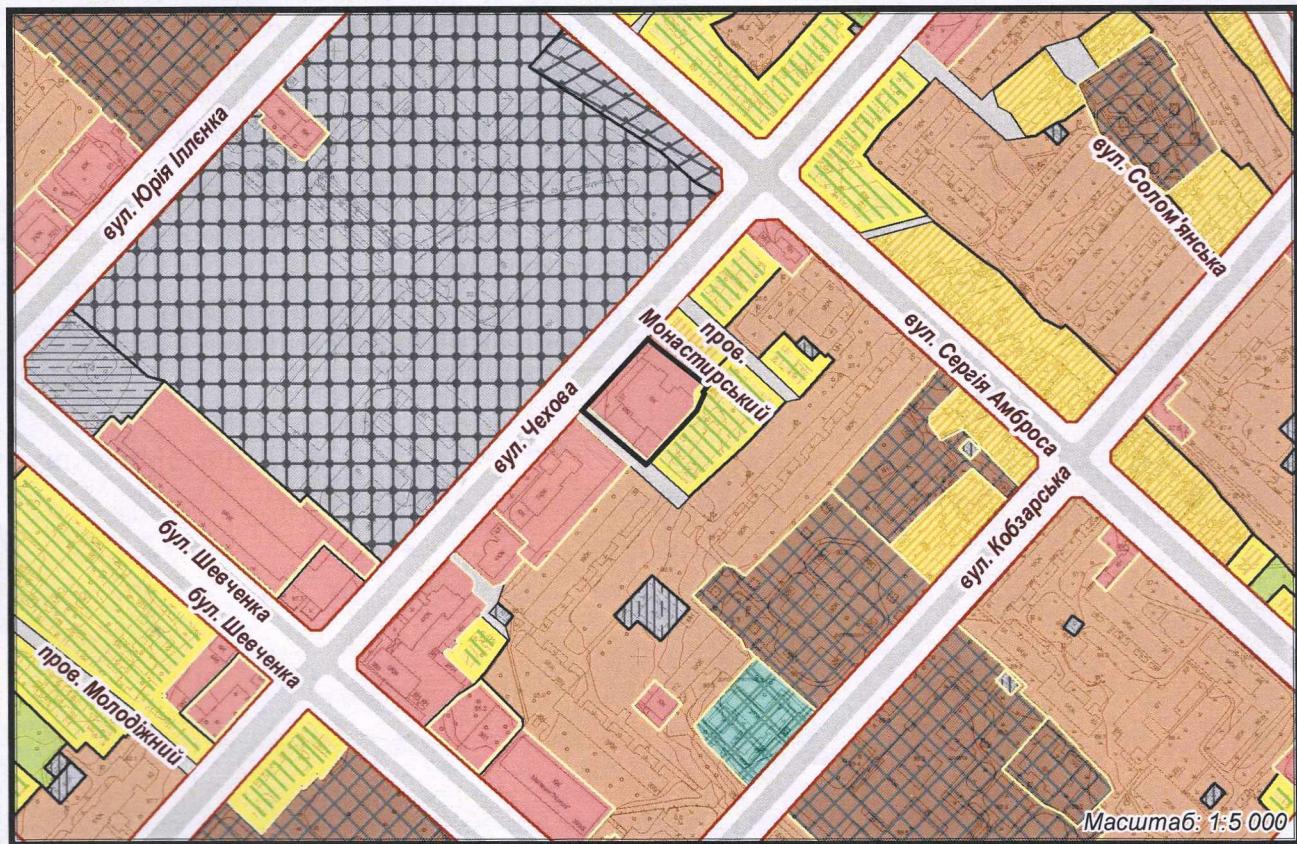 вул. Юрія Іллєнка
вул. Солом'янська
вул. Сергія Амброса
пров.
Монастирський
вул. Чехова
вул. Кобзарська
бул. Шевченка
бул. Шевченка
пров. Молодіжний
Масштаб: 1:5 000